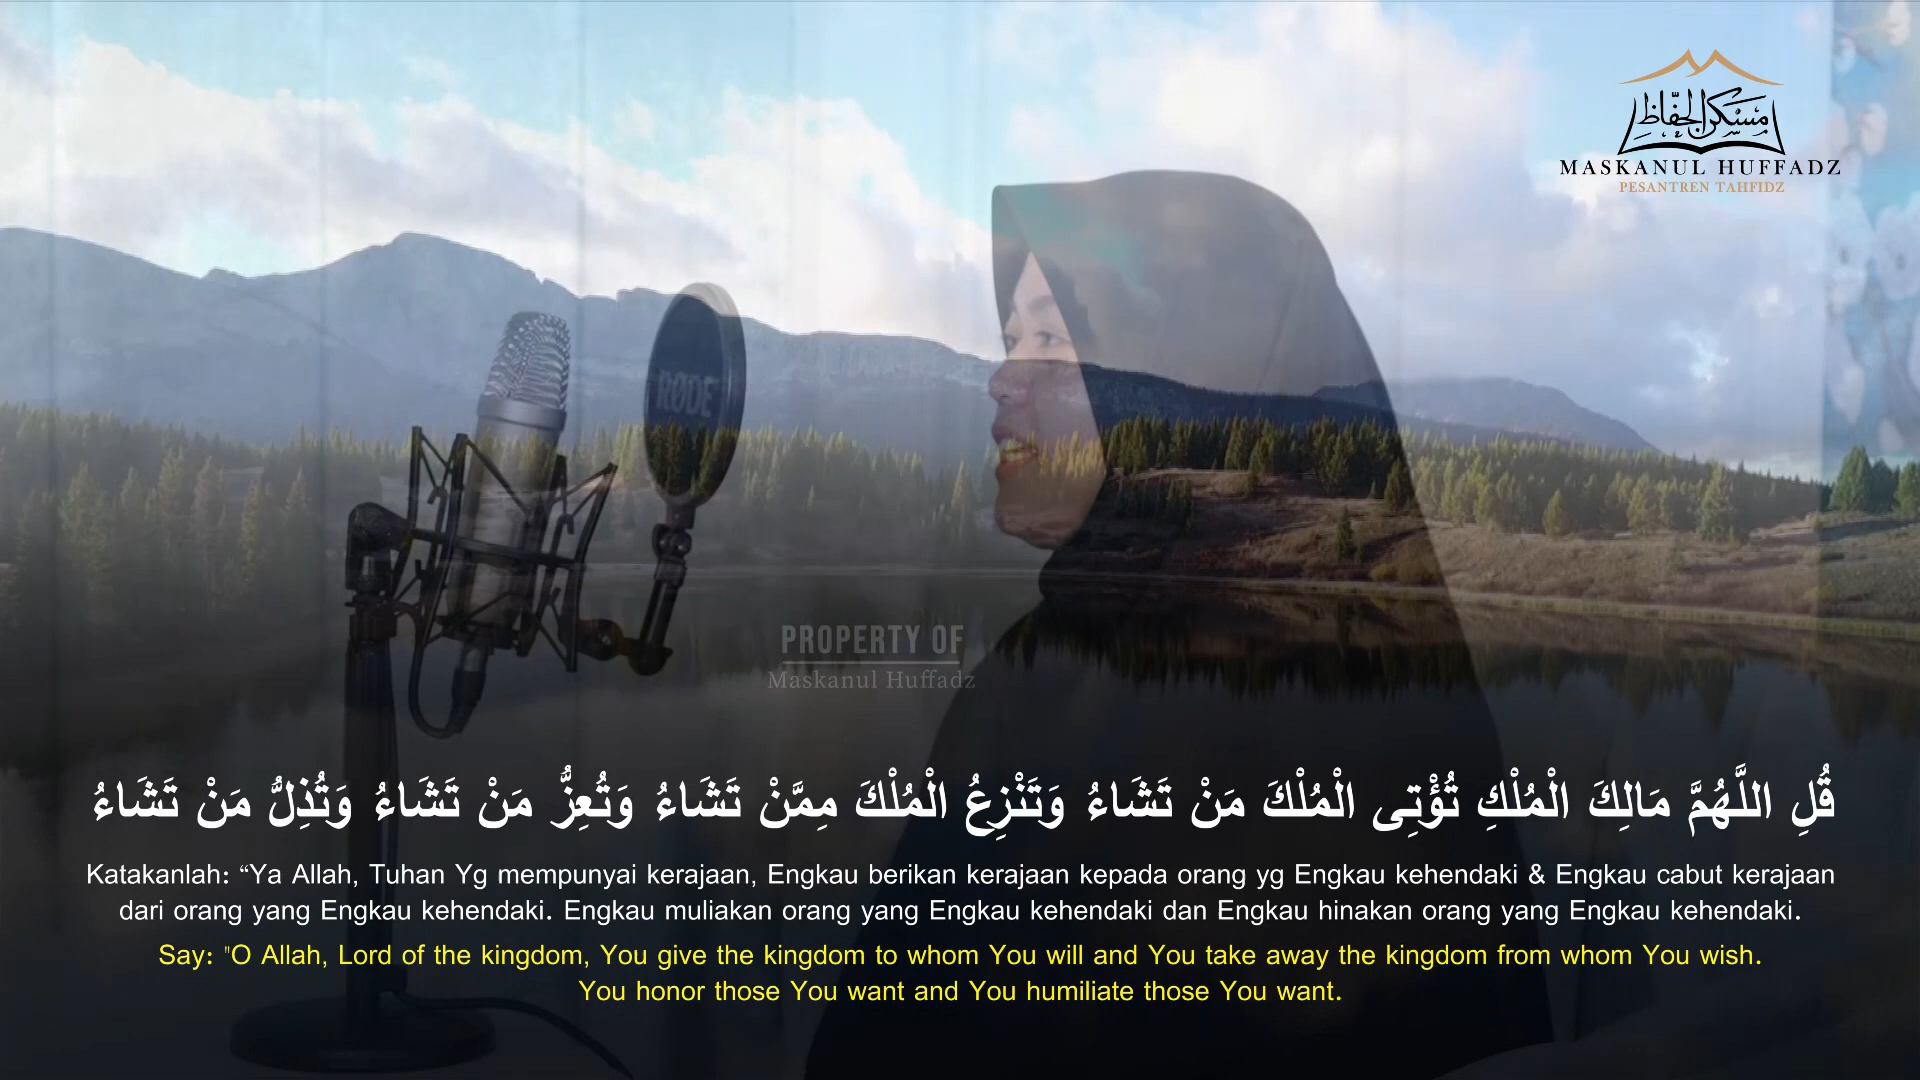 مسكن الحفاظ
MASKANUL HUFFADZ
PESANTREN TAHFIDZ
RØDE
PROPERTY OF
Maskanul Huffadz
قُلِ اللَّهُمَّ مَالِكَ الْمُلْكِ تُؤْتِى الْمُلْكَ مَنْ تَشَاءُ وَتَنْزِعُ الْمُلْكَ مِمَّنْ تَشَاءُ وَتُعِزُّ مَنْ تَشَاءُ وَتُذِلُّ مَنْ تَشَاءُ
Katakanlah: “Ya Allah, Tuhan Yg mempunyai kerajaan, Engkau berikan kerajaan kepada orang yg Engkau kehendaki & Engkau cabut kerajaan
dari orang yang Engkau kehendaki. Engkau muliakan orang yang Engkau kehendaki dan Engkau hinakan orang yang Engkau kehendaki.
Say: "O Allah, Lord of the kingdom, You give the kingdom to whom You will and You take away the kingdom from whom You wish.
You honor those You want and You humiliate those You want.